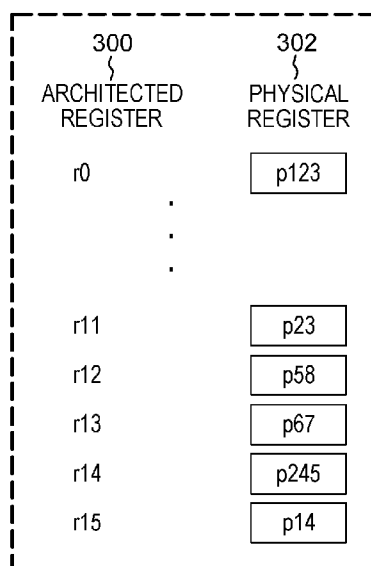 300 302
ARCHITECTED PHYSICAL
REGISTER REGISTER
r0 p123
.
.
.
r11 p23
r12 p58
r13 p67
r14 p245
r15 p14